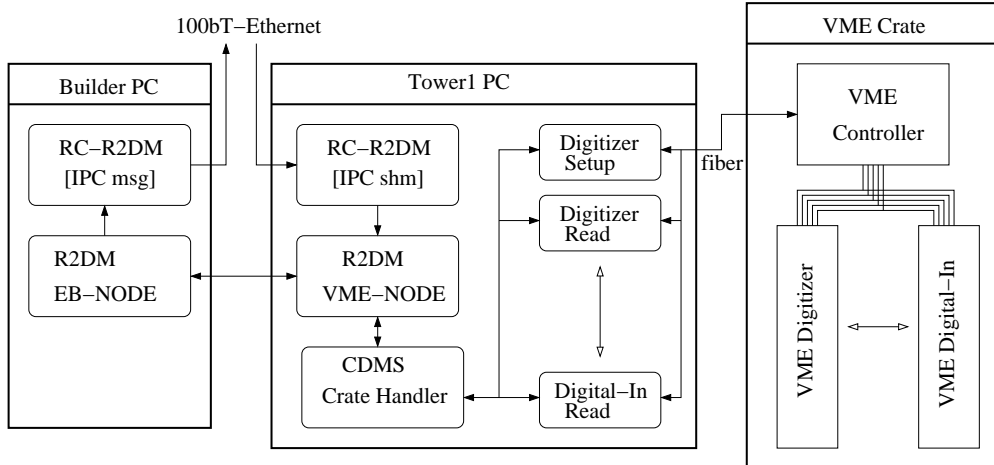 100bT−Ethernet
Builder PC
RC−R2DM
[IPC msg]
R2DM
EB−NODE
Tower1 PC
RC−R2DM
[IPC shm]
R2DM
VME−NODE
CDMS
Crate Handler
Digitizer
Setup
Digitizer
Read
Digital−In
Read
fiber
VME Crate
VME
Controller
VME Digitizer
VME Digital−In